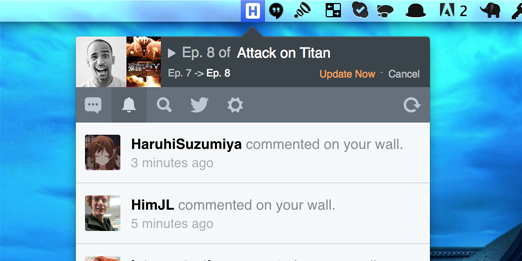 H
2
Ep. 8 of Attack on Titan
Ep. 7 -> Ep. 8
Update Now - Cancel
HaruhiSuzumiya commented on your wall.
3 minutes ago
HimJL commented on your wall.
5 minutes ago